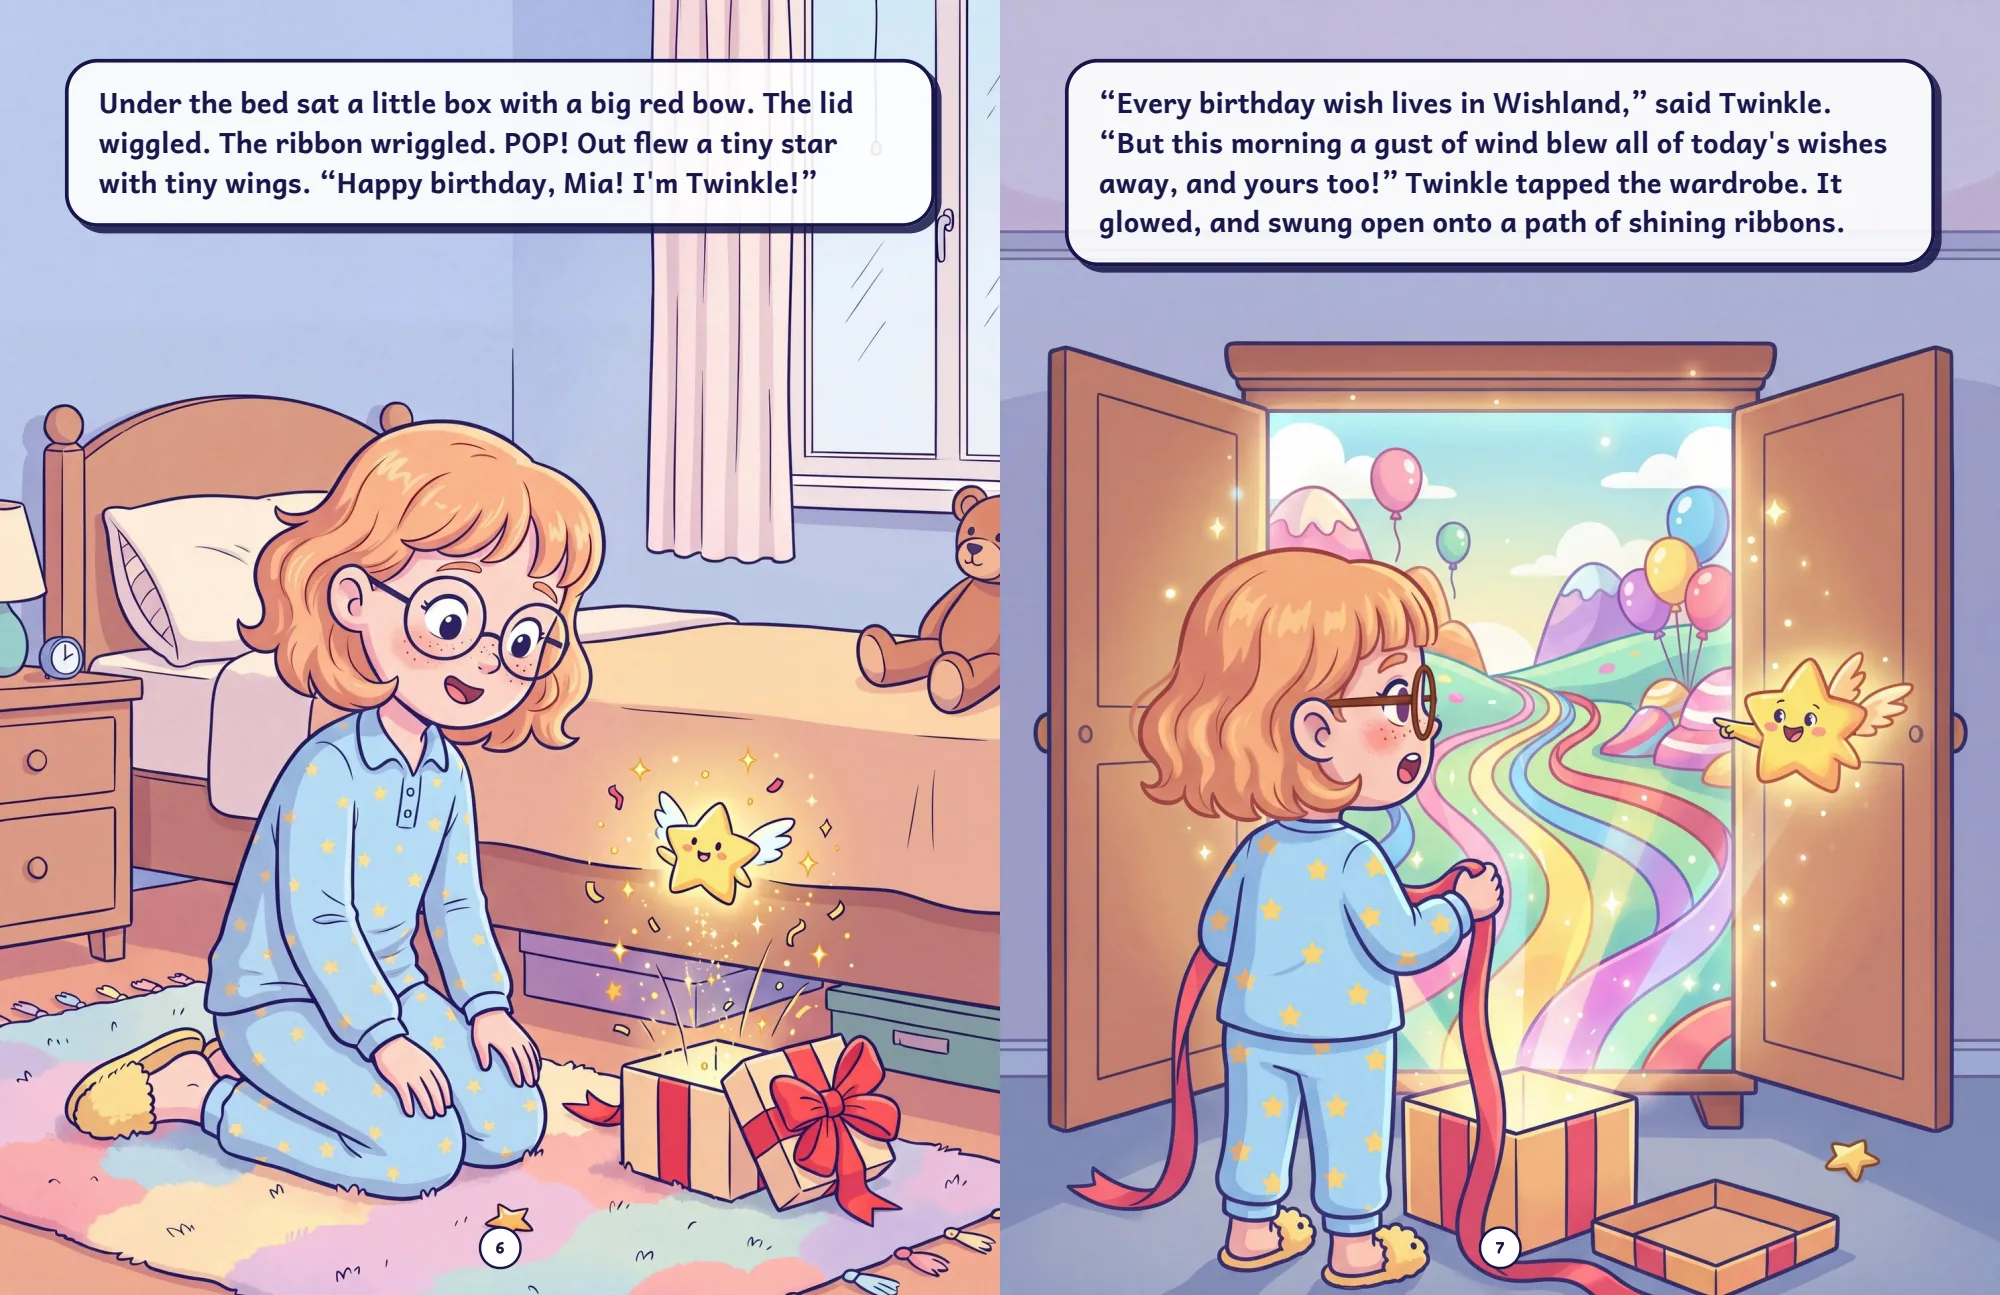 Under the bed sat a little box with a big red bow. The lid
wiggled. The ribbon wriggled. POP! Out flew a tiny star
with tiny wings. “Happy birthday, Mia! I'm Twinkle!”
6
“Every birthday wish lives in Wishland,” said Twinkle.
“But this morning a gust of wind blew all of today's wishes
away, and yours too!” Twinkle tapped the wardrobe. It
glowed, and swung open onto a path of shining ribbons.
7